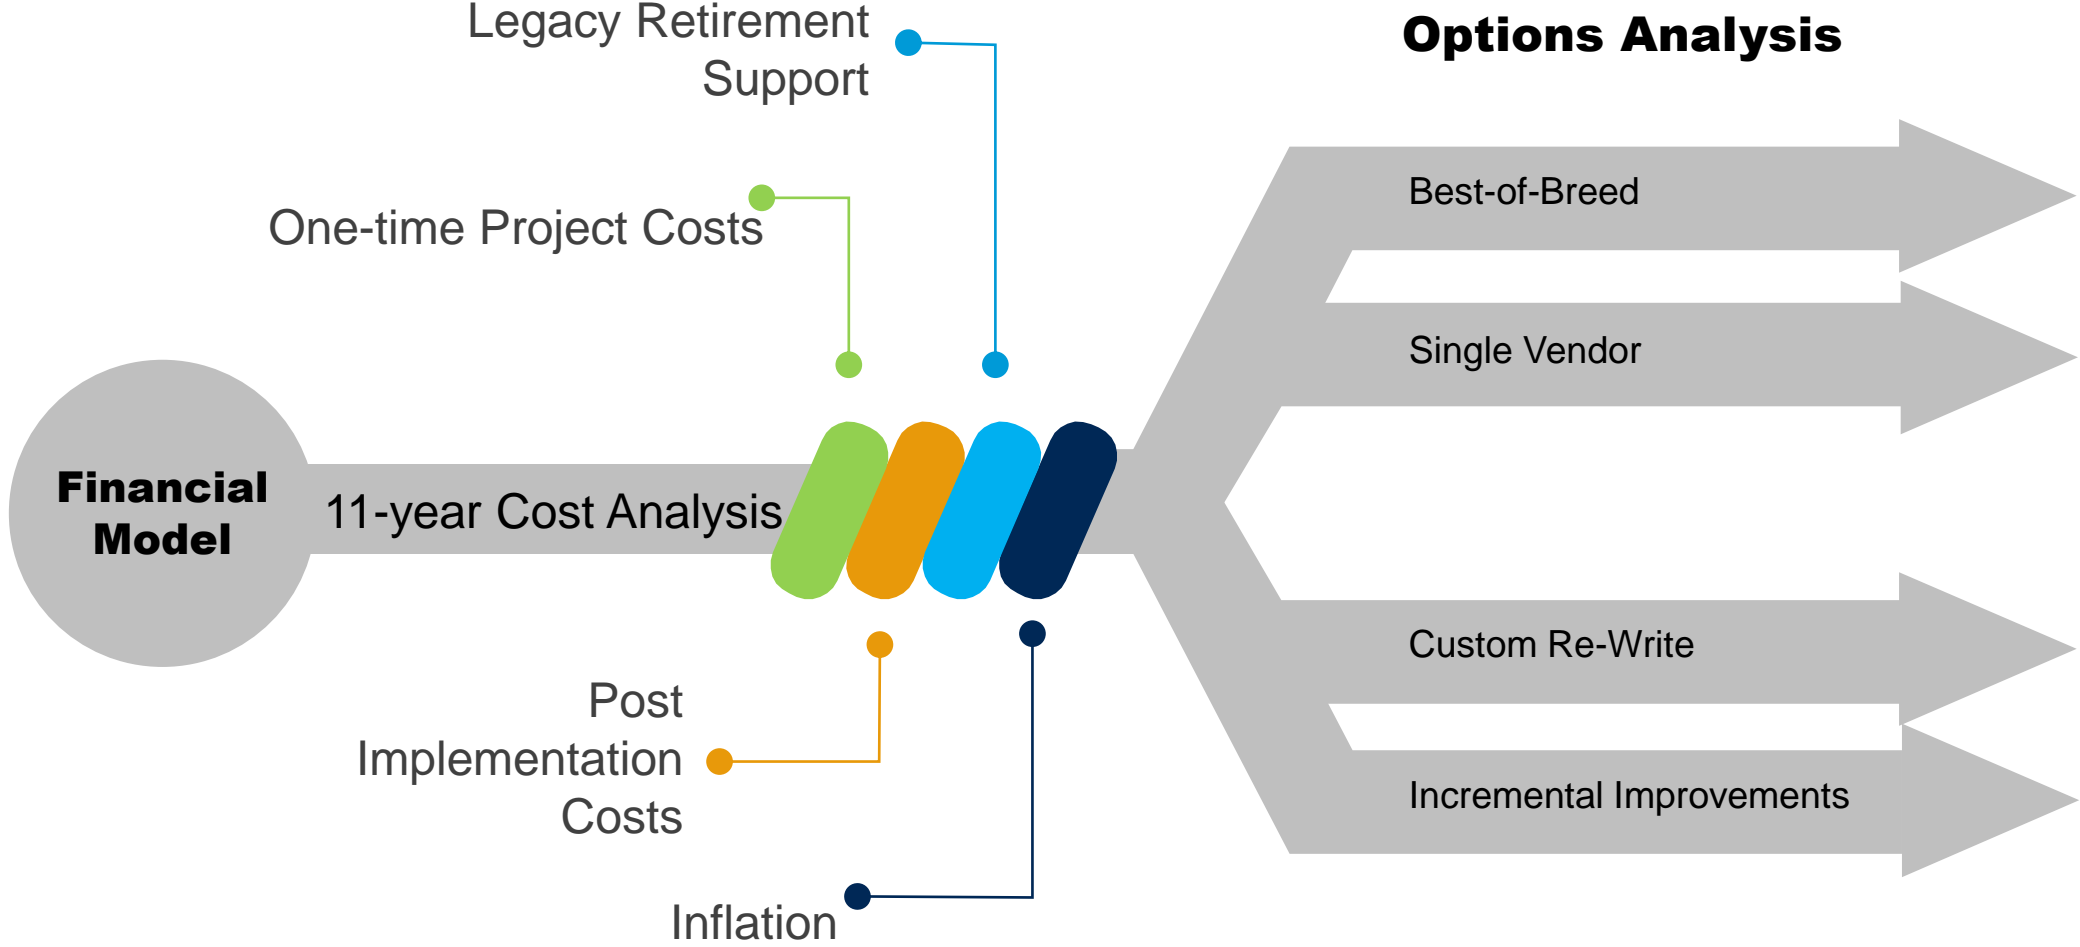 Legacy Retirement
Support
Options Analysis
One-time Project Costs
Best-of-Breed
Single Vendor
Financial
Model
11-year Cost Analysis
Custom Re-Write
Post
Implementation
Costs
Incremental Improvements
Inflation